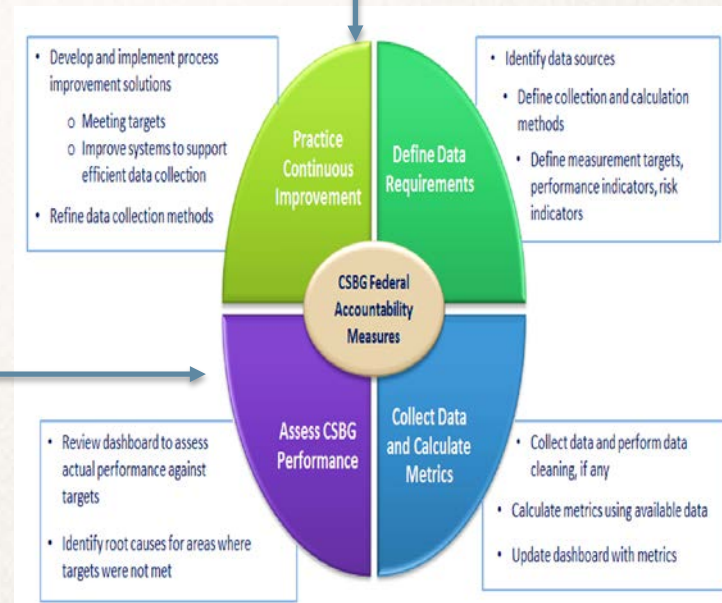 • Develop and implement process
improvement solutions
o Meeting targets
o Improve systems to support
efficient data collection
• Refine data collection methods
Practice
Continuous
Improvement
Define Data
Requirements
• Identify data sources
• Define collection and calculation
methods
• Define measurement targets,
performance indicators, risk
indicators
CSBG Federal
Accountability
Measures
• Review dashboard to assess
actual performance against
targets
• Identify root causes for areas where
targets were not met
Assess CSBG
Performance
Collect Data
and Calculate
Metrics
• Collect data and perform data
cleaning, if any
• Calculate metrics using available data
• Update dashboard with metrics